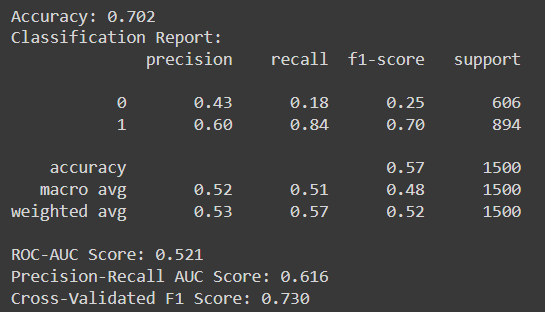 Accuracy: 0.702
Classification Report:
precision recall f1-score support
0 0.43 0.18 0.25 606
1 0.60 0.84 0.70 894
accuracy 0.57 1500
macro avg 0.52 0.51 0.48 1500
weighted avg 0.53 0.57 0.52 1500
ROC-AUC Score: 0.521
Precision-Recall AUC Score: 0.616
Cross-Validated F1 Score: 0.730